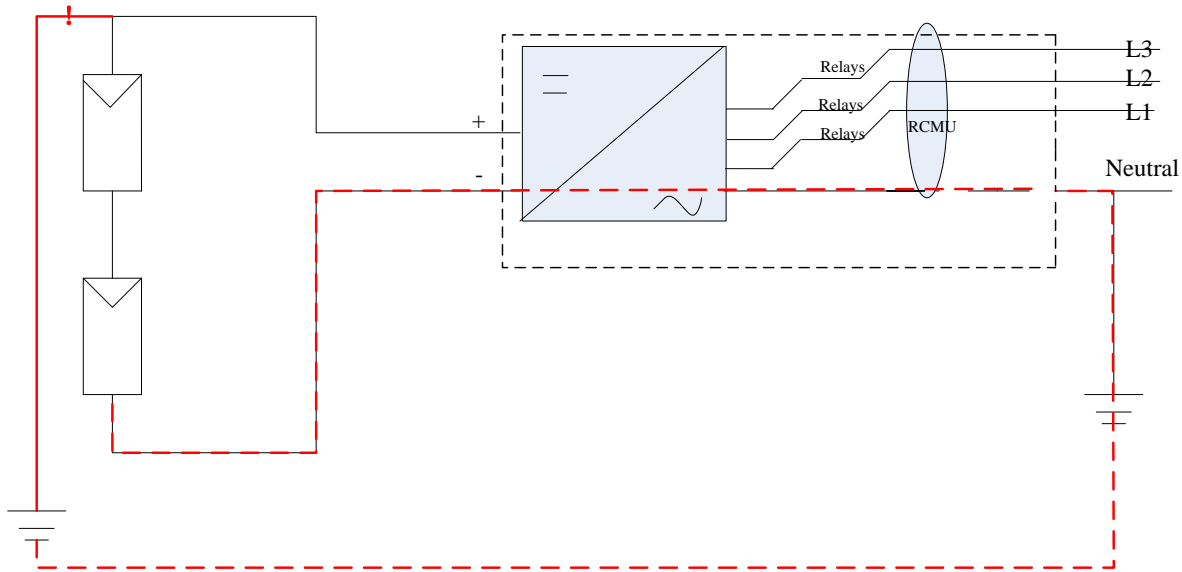 !
L3
Relays
L2
Relays
L1
+
Relays
RCMU
Neutral
-